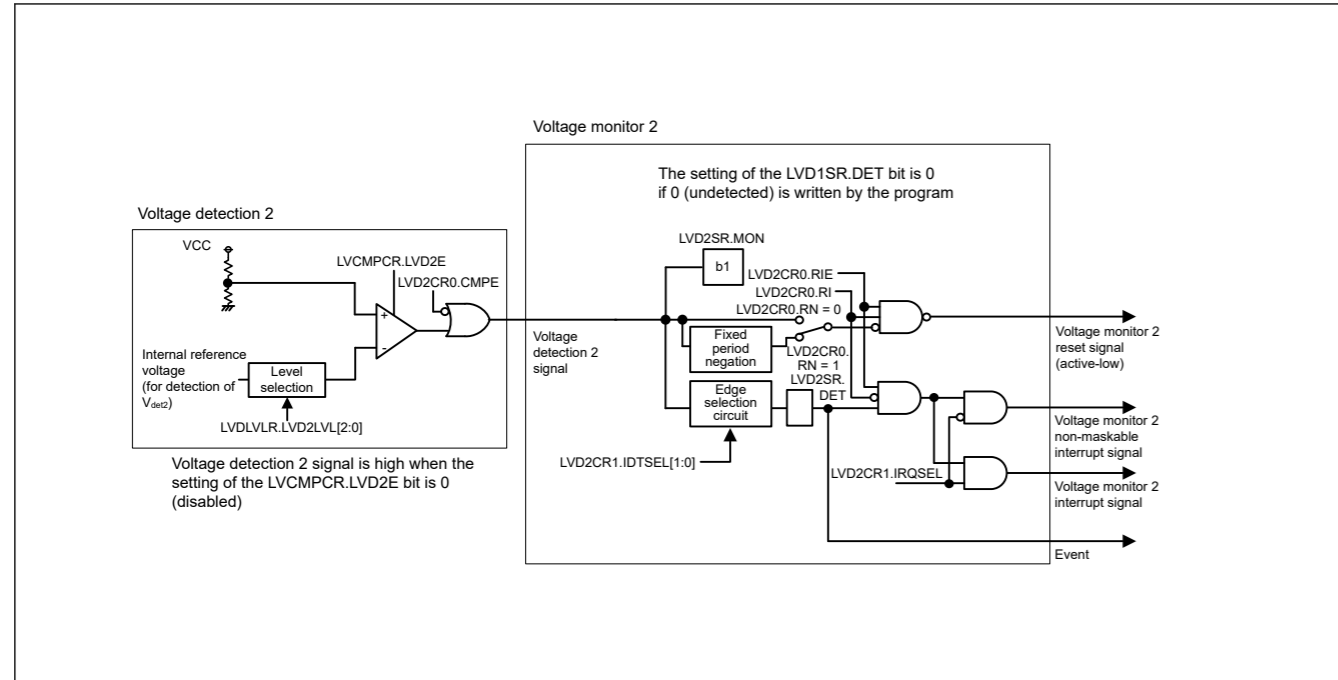 Voltage monitor 2
The setting of the LVD1SR.DET bit is 0
if 0 (undetected) is written by the program
Voltage detection 2
VCC
LVCMPCR.LVD2E
LVD2CR0.CMPE
+
-
Internal reference
voltage
(for detection of
Vdet2)
Level
selection
LVDLVLR.LVD2LVL[2:0]
Voltage detection 2 signal is high when the
setting of the LVCMPCR.LVD2E bit is 0
(disabled)
Voltage
detection 2
signal
LVD2SR.MON
b1
LVD2CR0.RIE
LVD2CR0.RI
LVD2CR0.RN = 0
Fixed
period
negation
LVD2CR0.
RN = 1
LVD2SR.
DET
Edge
selection
circuit
LVD2CR1.IDTSEL[1:0]
LVD2CR1.IRQSEL
Voltage monitor 2
reset signal
(active-low)
Voltage monitor 2
non-maskable
interrupt signal
Voltage monitor 2
interrupt signal
Event